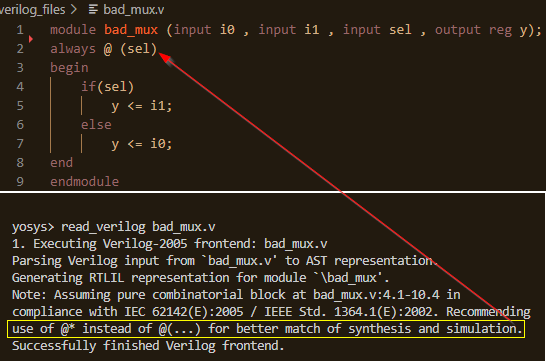 verilog_files > bad_mux.v
1 module bad_mux (input i0 , input i1 , input sel , output reg y);
2 always @ (sel)
3 begin
4 if(sel)
5 y <= i1;
6 else
7 y <= i0;
8 end
9 endmodule
yosys> read_verilog bad_mux.v
1. Executing Verilog-2005 frontend: bad_mux.v
Parsing Verilog input from `bad_mux.v' to AST representation.
Generating RTLIL representation for module `\bad_mux'.
Note: Assuming pure combinatorial block at bad_mux.v:4.1-10.4 in
compliance with IEC 62142(E):2005 / IEEE Std. 1364.1(E):2002. Recommending
use of @* instead of @(...) for better match of synthesis and simulation.
Successfully finished Verilog frontend.